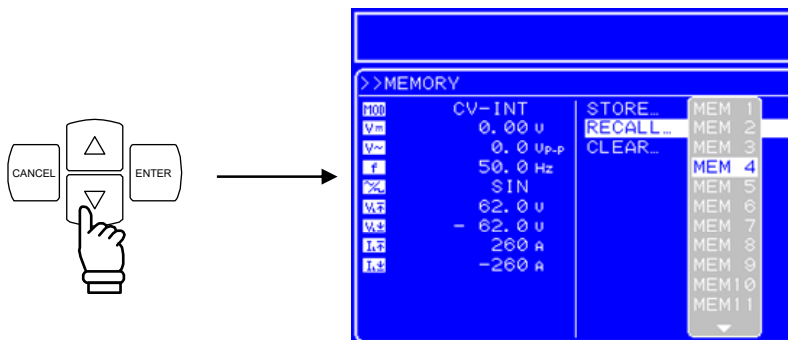 CANCEL
ENTER
>>MEMORY
MOD CV-INT
V= 0.00 V
V~ 0.0 Vp-p
f 50.0 Hz
SIN
62.0 V
- 62.0 V
260 A
-260 A
STORE…
RECALL…
CLEAR…
MEM 1
MEM 2
MEM 3
MEM 4
MEM 5
MEM 6
MEM 7
MEM 8
MEM 9
MEM10
MEM11